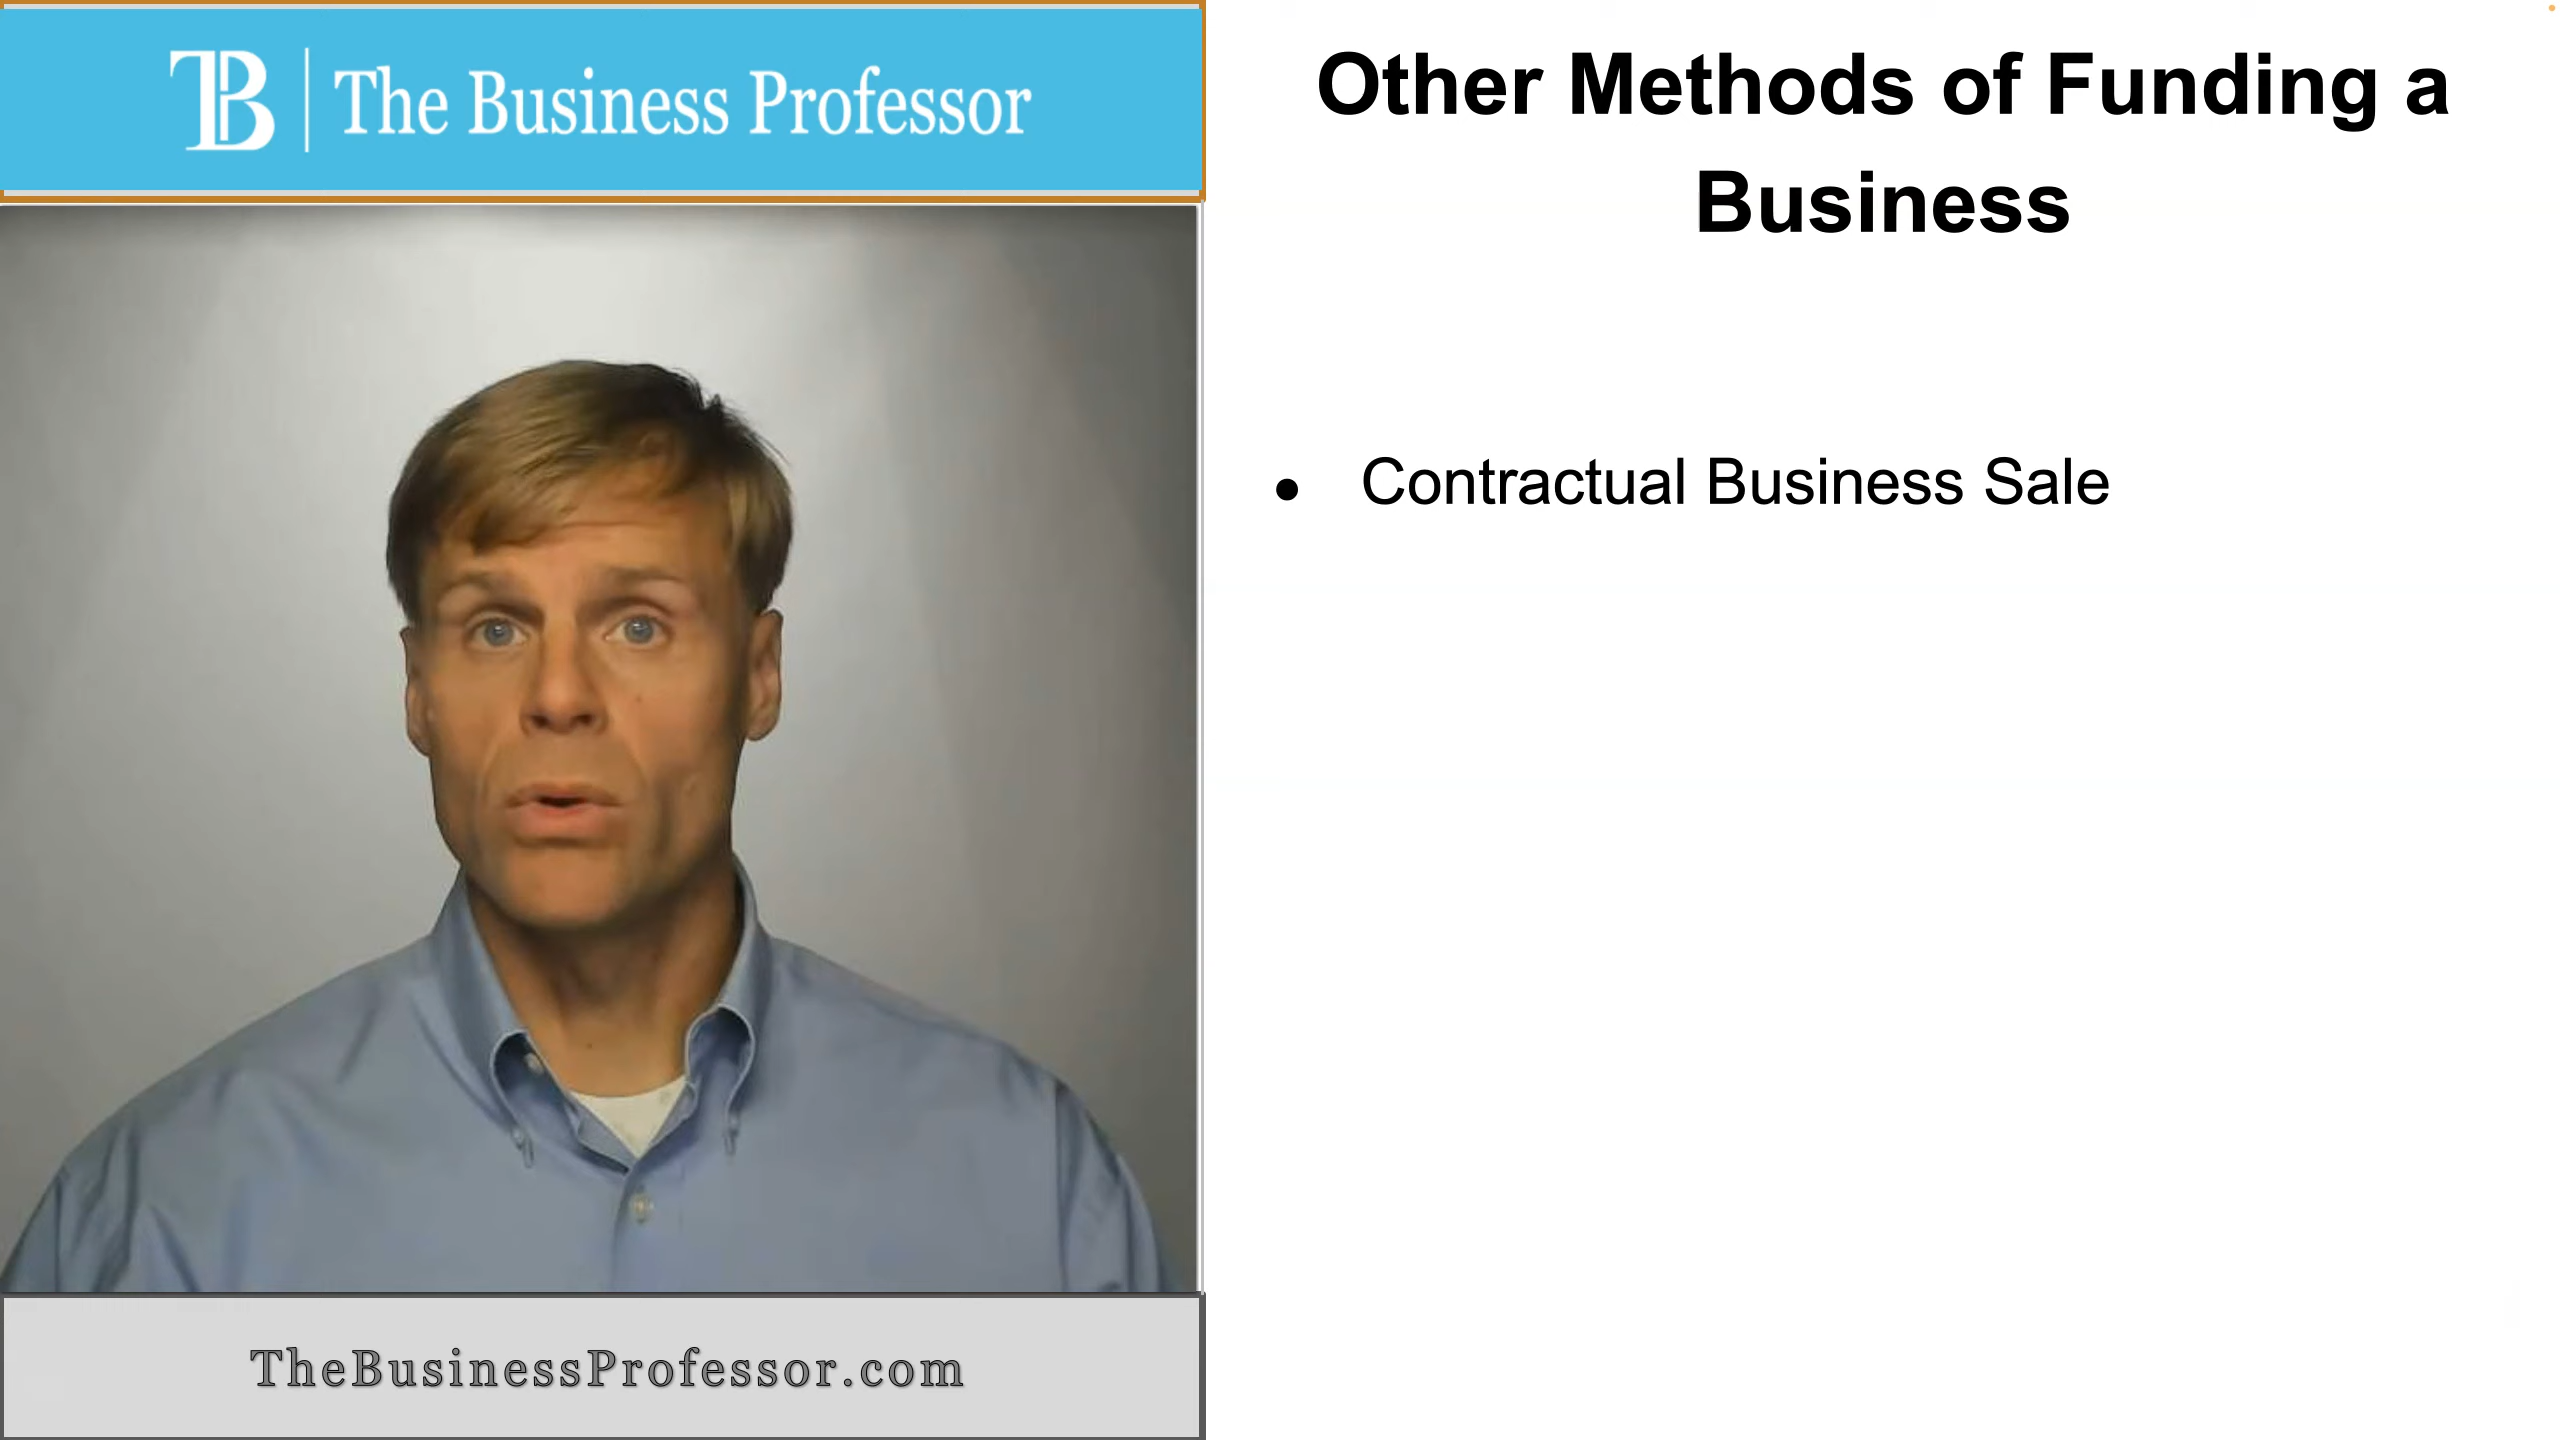 TB The Business Professor
Other Methods of Funding a
Business
• Contractual Business Sale
TheBusinessProfessor.com